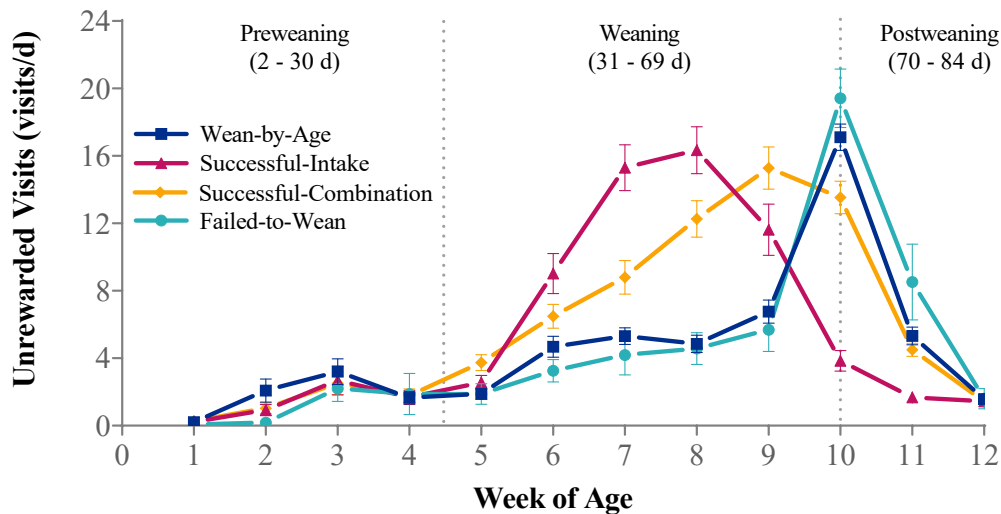 24
20
16
12
8
4
0
Unrewarded Visits (visits/d)
Preweaning
(2 - 30 d)
Weaning
(31 - 69 d)
Postweaning
(70 - 84 d)
Wean-by-Age
Successful-Intake
Successful-Combination
Failed-to-Wean
0 1 2 3 4 5 6 7 8 9 10 11 12
Week of Age